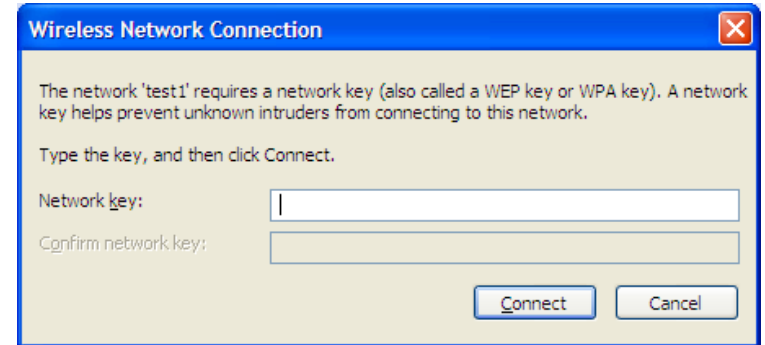 Wireless Network Connection
The network 'test1' requires a network key (also called a WEP key or WPA key). A network
key helps prevent unknown intruders from connecting to this network.
Type the key, and then click Connect.
Network key:
Confirm network key:
Connect Cancel